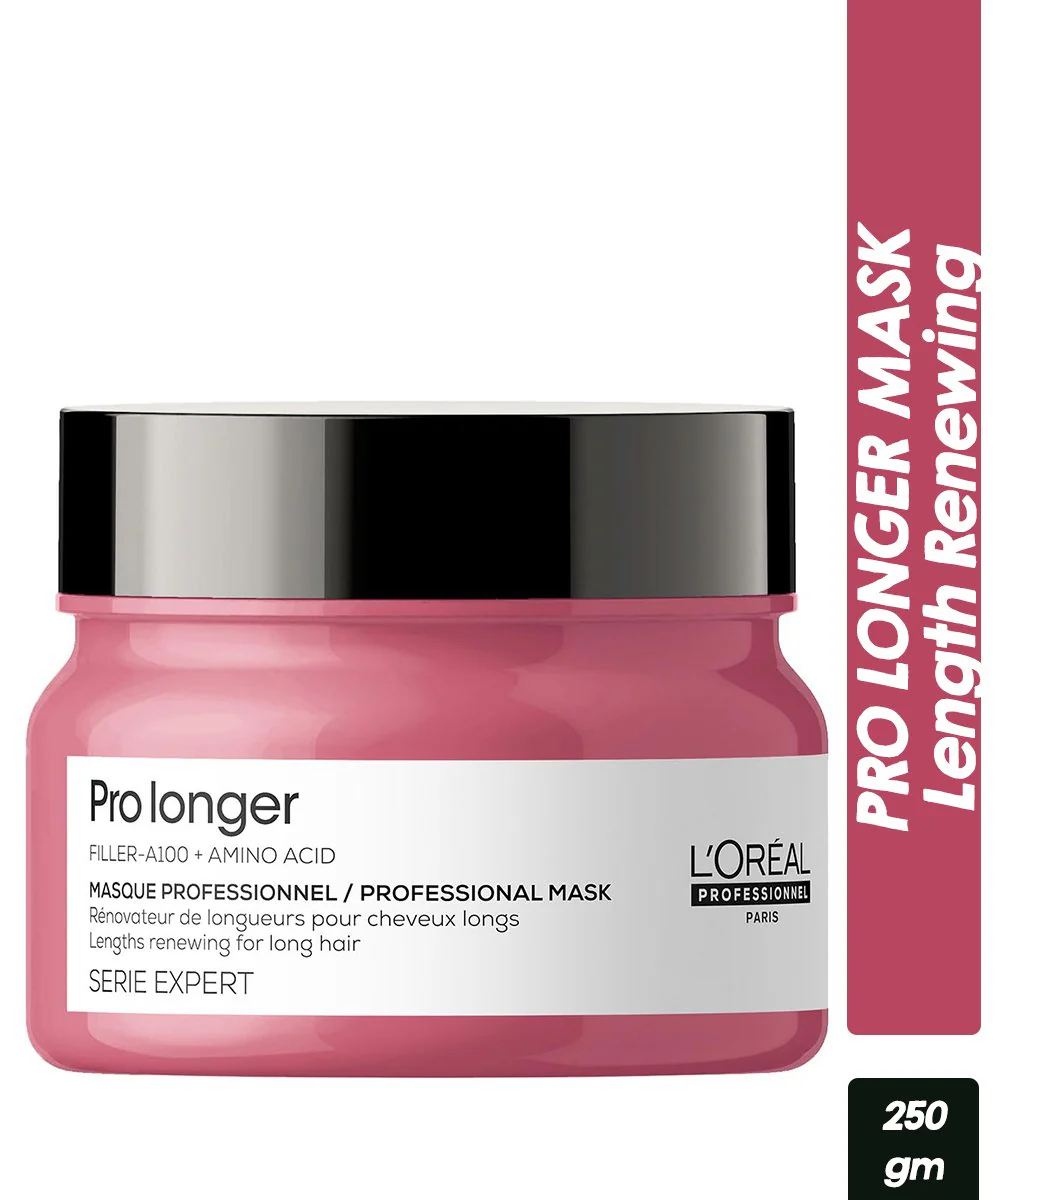 PRO LONGER MASK
Length Renewing
Pro longer
FILLER-A100 + AMINO ACID
MASQUE PROFESSIONNEL / PROFESSIONAL MASK
Rénovateur de longueurs pour cheveux longs
Lengths renewing for long hair
SERIE EXPERT
L'ORÉAL
PROFESSIONNEL
PARIS
250
gm